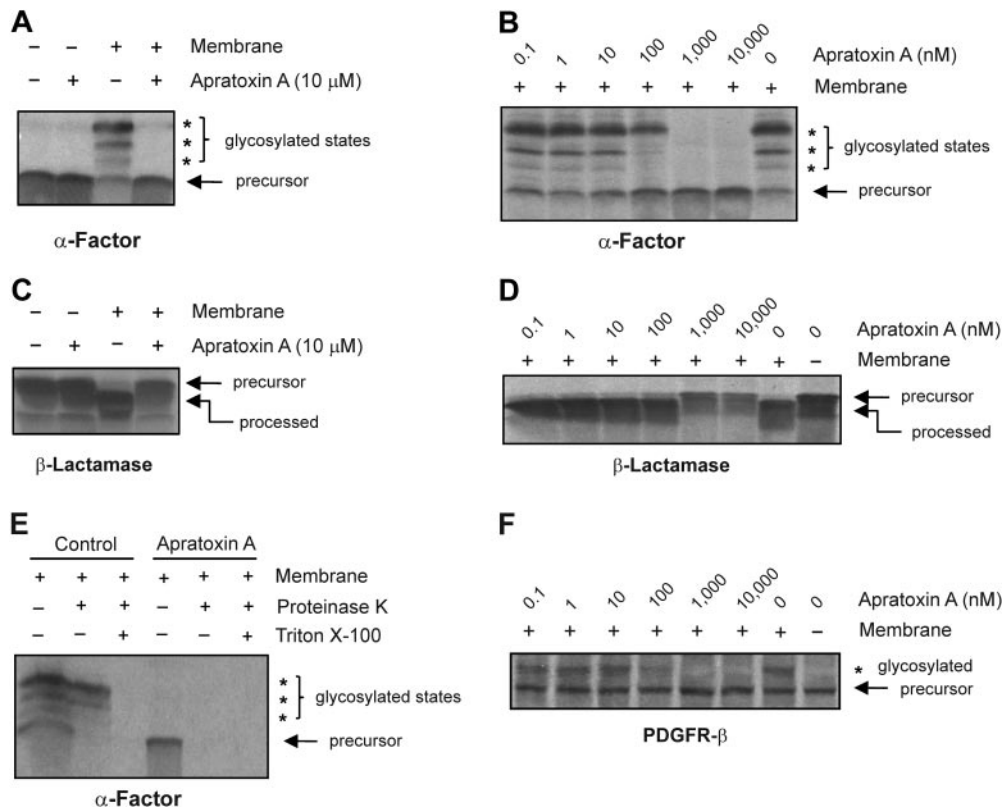 A
– – + + Membrane
– + – + Apratoxin A (10 μM)
* glycosylated states
*
*
precursor
α-Factor
B
0.1 1 10 100 1,000 10,000 0 Apratoxin A (nM)
+ + + + + + + Membrane
* glycosylated states
*
*
precursor
α-Factor
C
– – + + Membrane
– + – + Apratoxin A (10 μM)
precursor
processed
β-Lactamase
D
0.1 1 10 100 1,000 10,000 0 0 Apratoxin A (nM)
+ + + + + + + – Membrane
precursor
processed
β-Lactamase
E
Control Apratoxin A
+ + + + + + Membrane
– + + – + + Proteinase K
– – + – – + Triton X-100
* glycosylated states
*
*
precursor
α-Factor
F
0.1 1 10 100 1,000 10,000 0 0 Apratoxin A (nM)
+ + + + + + + – Membrane
* glycosylated
precursor
PDGFR-β